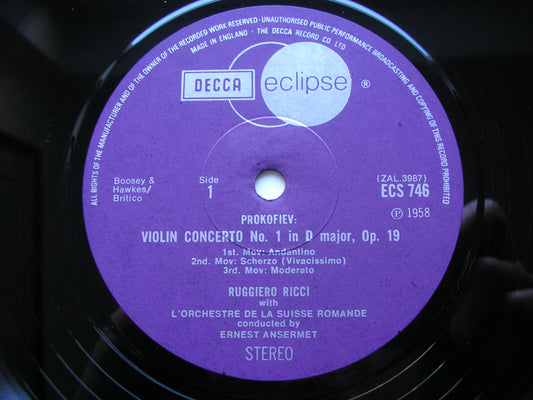 ALL RIGHTS OF THE MANUFACTURER AND OF THE OWNER OF THE RECORDED WORK RESERVED · UNAUTHORISED PUBLIC PERFORMANCE BROADCASTING AND COPYING OF THIS RECORD PROHIBITED
MADE IN ENGLAND · THE DECCA RECORD CO LTD
DECCA eclipse ®
Boosey & Hawkes/ Britico
Side 1
(ZAL.3967)
ECS 746
Ⓟ 1958
PROKOFIEV:
VIOLIN CONCERTO No. 1 in D major, Op. 19
1st. Mov: Andantino
2nd. Mov: Scherzo (Vivacissimo)
3rd. Mov: Moderato
RUGGIERO RICCI
with
L'ORCHESTRE DE LA SUISSE ROMANDE
conducted by
ERNEST ANSERMET
STEREO